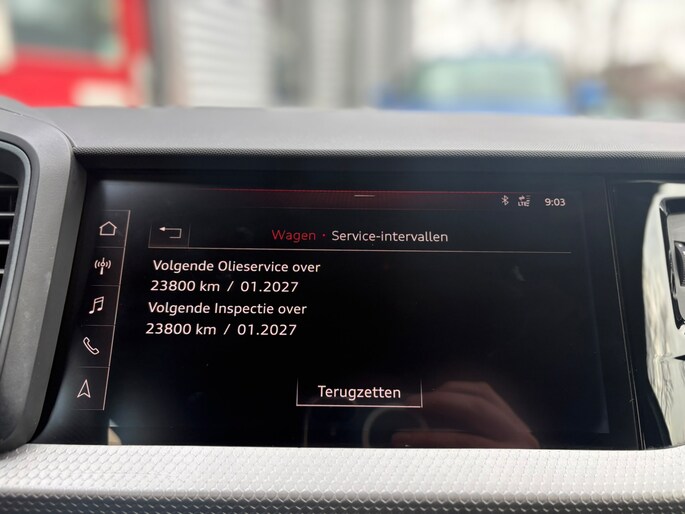 LTE 9:03
Wagen · Service-intervallen
Volgende Olieservice over
23800 km / 01.2027
Volgende Inspectie over
23800 km / 01.2027
Terugzetten